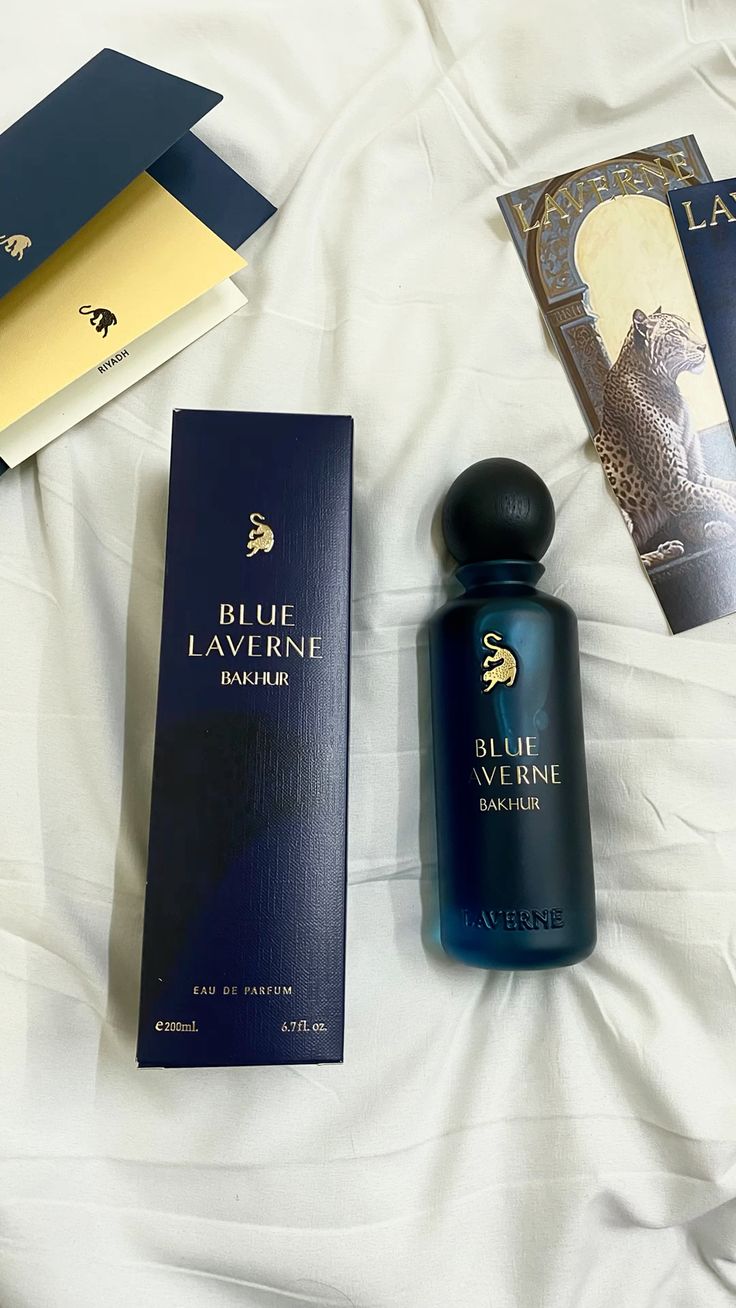 LAVERNE
LA
RIYADH
BLUE
LAVERNE
BAKHUR
EAU DE PARFUM
e200ml.
6.7fl. oz.
BLUE
AVERNE
BAKHUR
LAVERNE